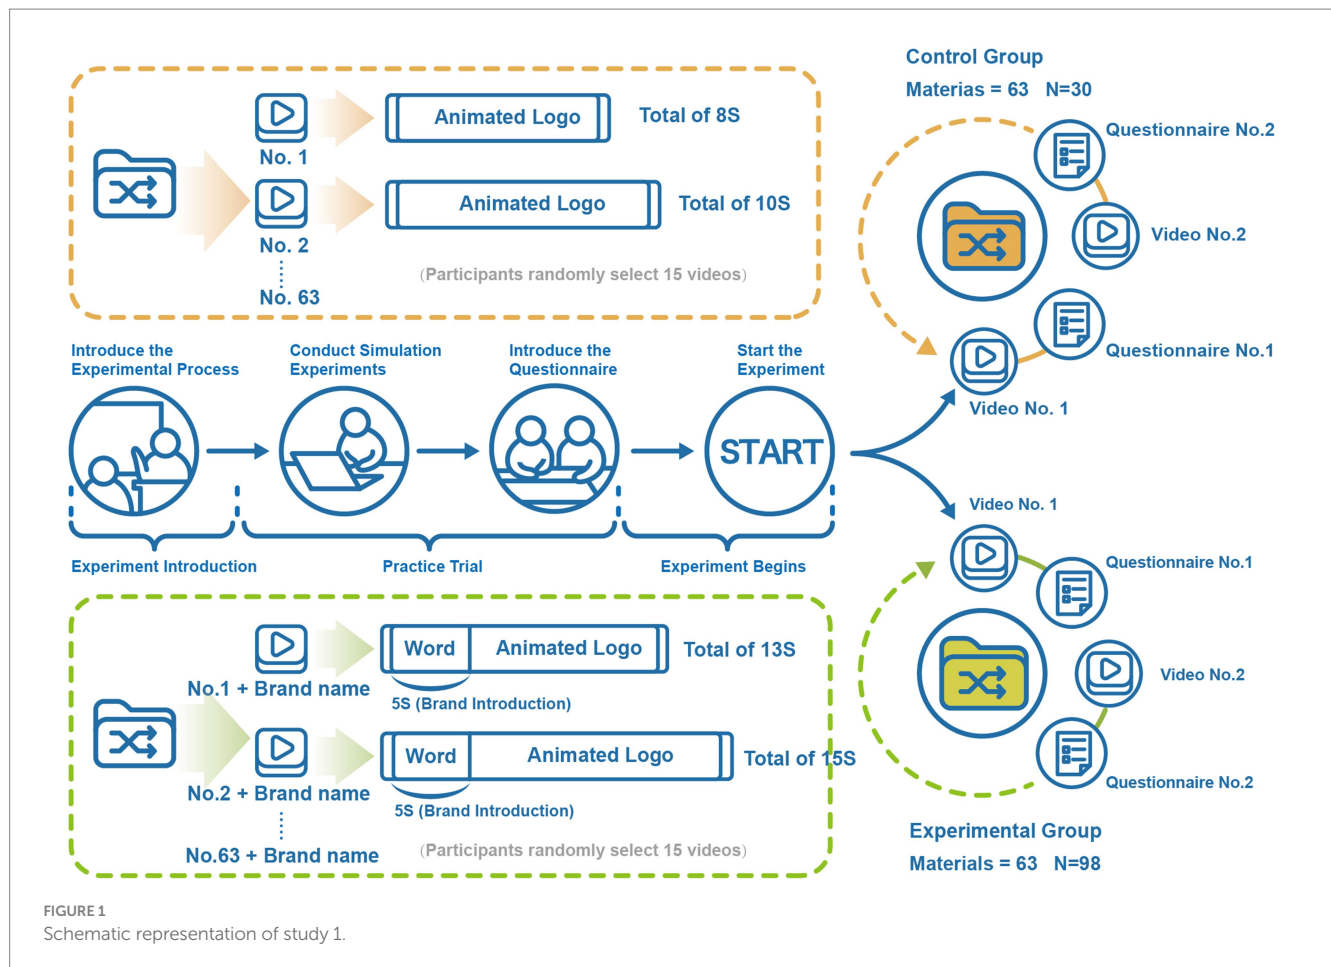 Control Group
Materias = 63 N=30
Animated Logo
Total of 8S
No. 1
Animated Logo
Total of 10S
No. 2
No. 63
(Participants randomly select 15 videos)
Questionnaire No.2
Video No.2
Questionnaire No.1
Video No. 1
Introduce the
Experimental Process
Conduct Simulation
Experiments
Introduce the
Questionnaire
Start the
Experiment
START
Experiment Introduction
Practice Trial
Experiment Begins
Word
Animated Logo
Total of 13S
No.1 + Brand name
5S (Brand Introduction)
Word
Animated Logo
Total of 15S
No.2 + Brand name
5S (Brand Introduction)
No.63 + Brand name
(Participants randomly select 15 videos)
Video No. 1
Questionnaire No.1
Video No.2
Questionnaire No.2
Experimental Group
Materials = 63 N=98
FIGURE 1
Schematic representation of study 1.